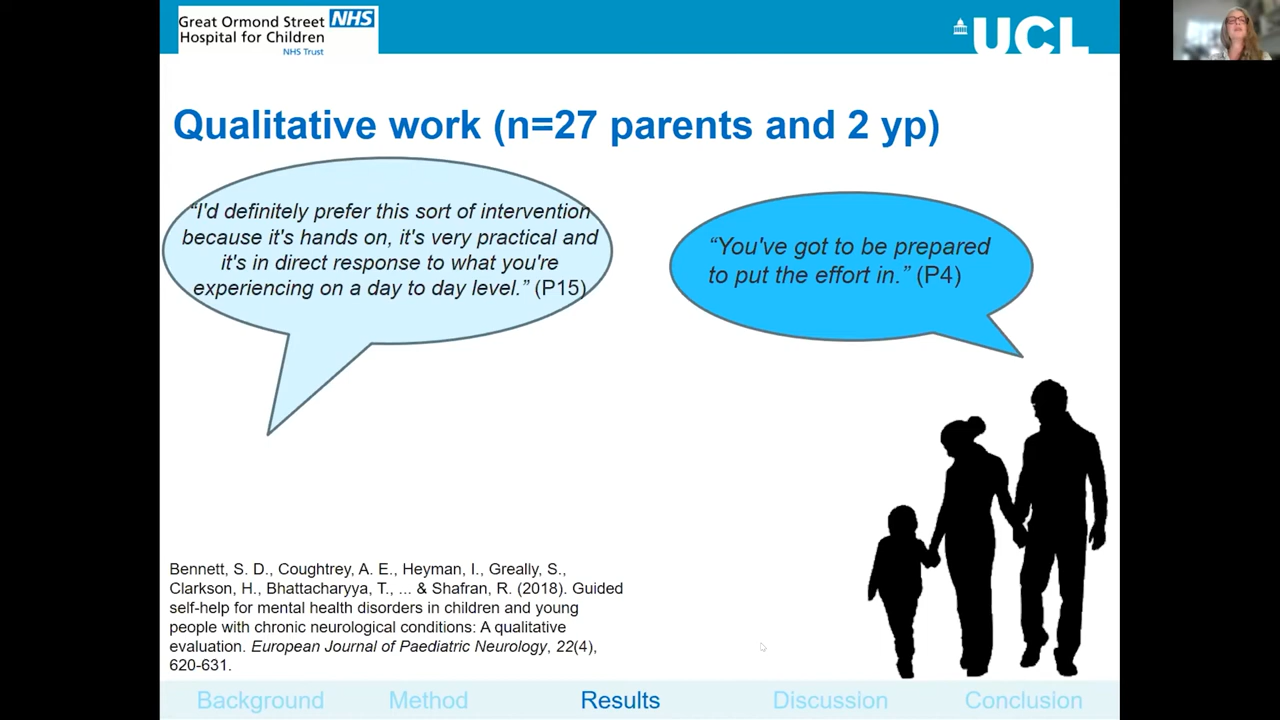 Great Ormond Street NHS
Hospital for Children
NHS Trust
UCL
Qualitative work (n=27 parents and 2 yp)
“I'd definitely prefer this sort of intervention
because it's hands on, it's very practical and
it's in direct response to what you're
experiencing on a day to day level.” (P15)
“You've got to be prepared
to put the effort in.” (P4)
Bennett, S. D., Coughtrey, A. E., Heyman, I., Greally, S.,
Clarkson, H., Bhattacharyya, T., ... & Shafran, R. (2018). Guided
self-help for mental health disorders in children and young
people with chronic neurological conditions: A qualitative
evaluation. European Journal of Paediatric Neurology, 22(4),
620-631.
Background Method Results Discussion Conclusion